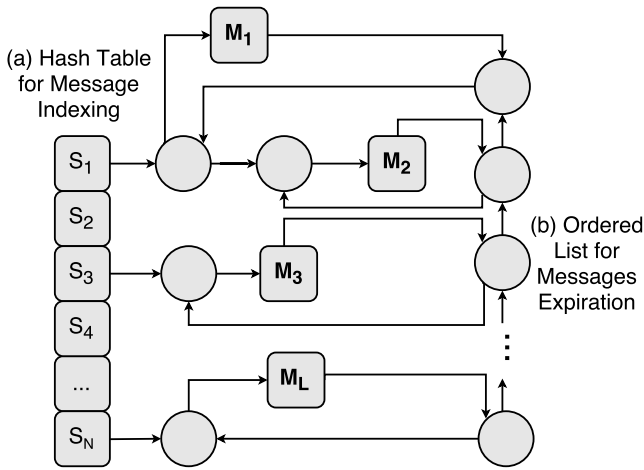 M1
(a) Hash Table
for Message
Indexing
S1
M2
S2
(b) Ordered
List for
Messages
Expiration
S3
M3
S4
...
...
ML
SN